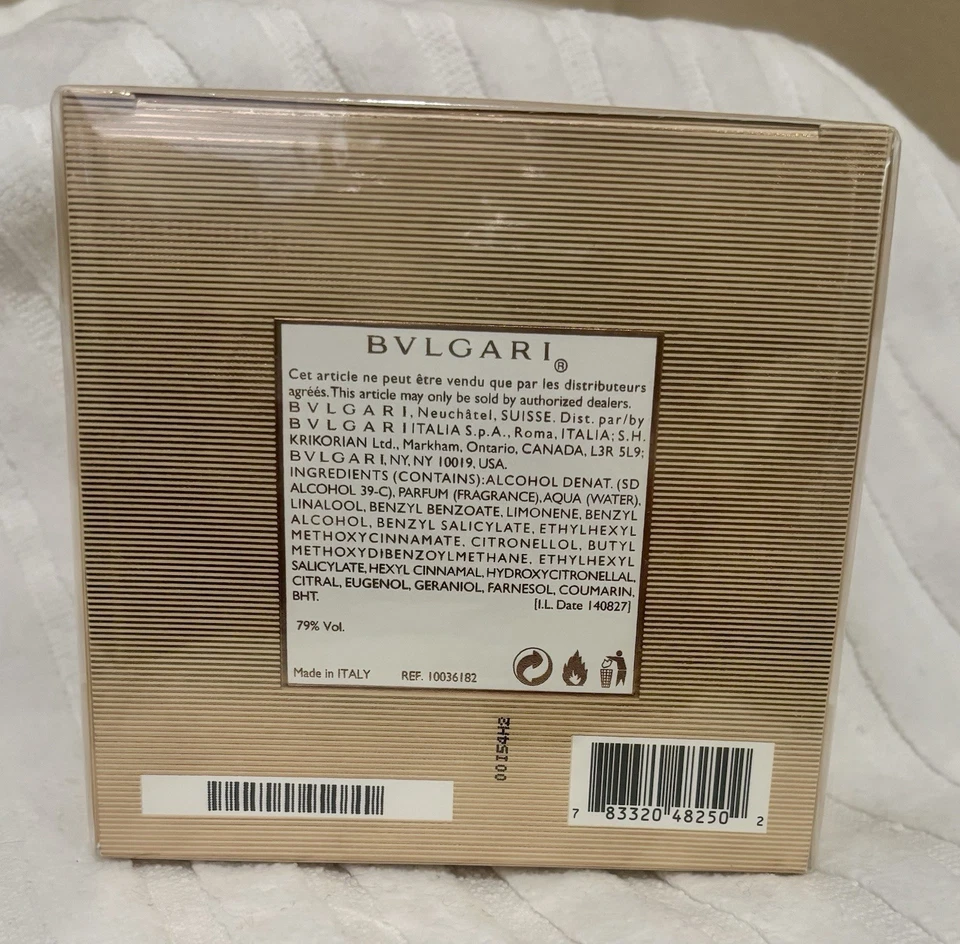 BVLGARI®
Cet article ne peut être vendu que par les distributeurs
agréés. This article may only be sold by authorized dealers.
BVLGARI, Neuchâtel, SUISSE. Dist. par/by
BVLGARI ITALIA S.p.A., Roma, ITALIA; S.H.
KRIKORIAN Ltd., Markham, Ontario, CANADA, L3R 5L9;
BVLGARI, NY, NY 10019, USA.
INGREDIENTS (CONTAINS): ALCOHOL DENAT. (SD
ALCOHOL 39-C), PARFUM (FRAGRANCE), AQUA (WATER),
LINALOOL, BENZYL BENZOATE, LIMONENE, BENZYL
ALCOHOL, BENZYL SALICYLATE, ETHYLHEXYL
METHOXYCINNAMATE, CITRONELLOL, BUTYL
METHOXYDIBENZOYLMETHANE, ETHYLHEXYL
SALICYLATE, HEXYL CINNAMAL, HYDROXYCITRONELLAL,
CITRAL, EUGENOL, GERANIOL, FARNESOL, COUMARIN,
BHT. [I.L. Date 140827]
79% Vol.
Made in ITALY REF. 10036182
00I54H2
7 83320 48250 2